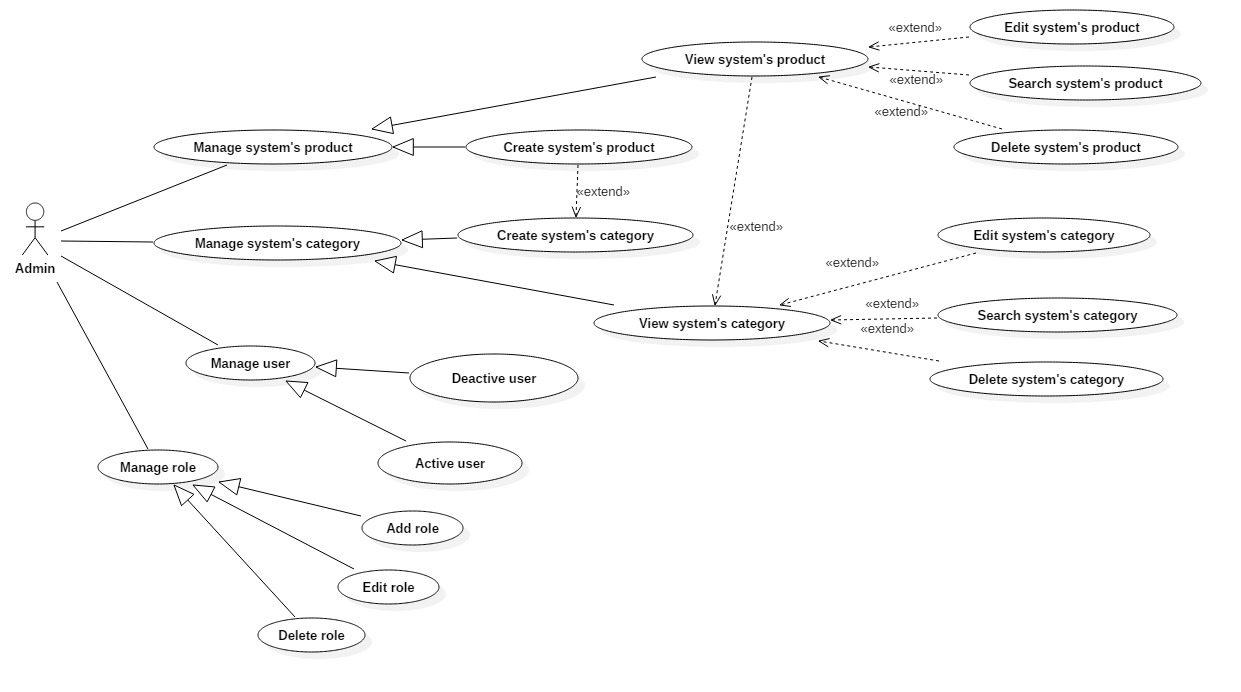 Edit system's product
«extend»
View system's product
Search system's product
«extend»
«extend»
Manage system's product
Create system's product
Delete system's product
«extend»
«extend»
Manage system's category
Create system's category
Edit system's category
«extend»
Admin
«extend»
View system's category
Search system's category
«extend»
Manage user
Deactive user
Delete system's category
Active user
Manage role
Add role
Edit role
Delete role